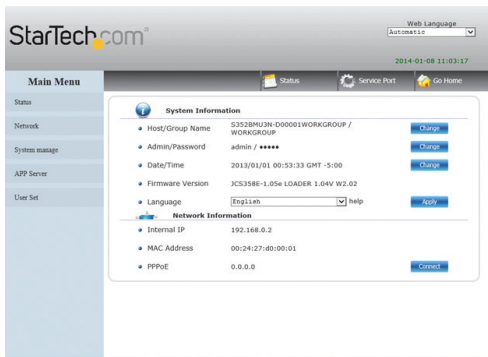 StarTech.com
Web Language
Automatic
2014-01-08 11:03:17
Main Menu
Status Service Port Go Home
Status
Network
System manage
APP Server
User Set
System Information
Host/Group Name S352BMU3N-D00001WORKGROUP / WORKGROUP Change
Admin/Password admin / ●●●●● Change
Date/Time 2013/01/01 00:53:33 GMT -5:00 Change
Firmware Version JCS358E-1.05e LOADER 1.04V W2.02
Language English help Apply
Network Information
Internal IP 192.168.0.2
MAC Address 00:24:27:d0:00:01
PPPoE 0.0.0.0 Connect